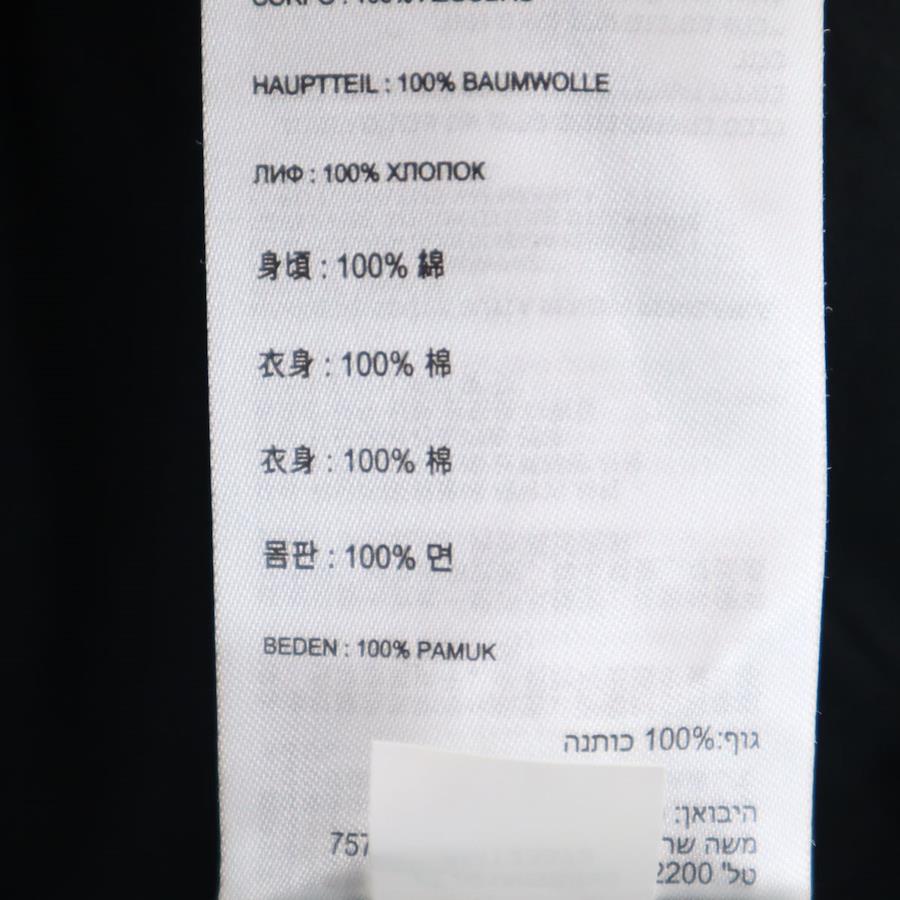 HAUPTTEIL : 100% BAUMWOLLE
ЛИФ : 100% ХЛОПОК
身頃 : 100% 綿
衣身 : 100% 棉
衣身 : 100% 棉
몸판 : 100% 면
BEDEN : 100% PAMUK
גוף:100% כותנה
היבואן:
משה שר 757
טל' 2200